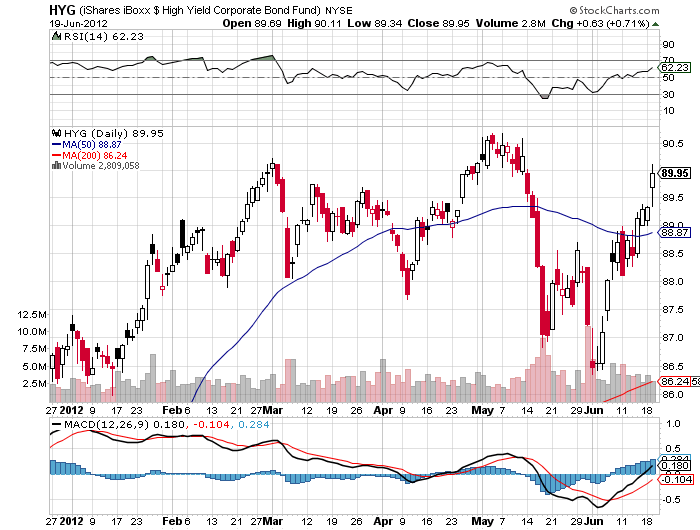 HYG (iShares iBoxx $ High Yield Corporate Bond Fund) NYSE © StockCharts.com
19-Jun-2012 Open 89.69 High 90.11 Low 89.34 Close 89.95 Volume 2.8M Chg +0.63 (+0.71%)
RSI(14) 62.23
90
70
62.23
50
30
10
HYG (Daily) 89.95
MA(50) 88.87
MA(200) 86.24
Volume 2,809,058
90.5
89.95
89.5
89.0
88.87
88.5
88.0
87.5
87.0
86.5
86.24
86.0
12.5M
10.0M
7.5M
5.0M
2.5M
27 2012 9 17 23 Feb 6 13 21 27 Mar 12 19 26 Apr 9 16 23 May 7 14 21 29 Jun 11 18
MACD(12,26,9) 0.180, -0.104, 0.284
1.0
0.5
0.284
0.180
-0.104
-0.5
27 2012 9 17 23 Feb 6 13 21 27 Mar 12 19 26 Apr 9 16 23 May 7 14 21 29 Jun 11 18